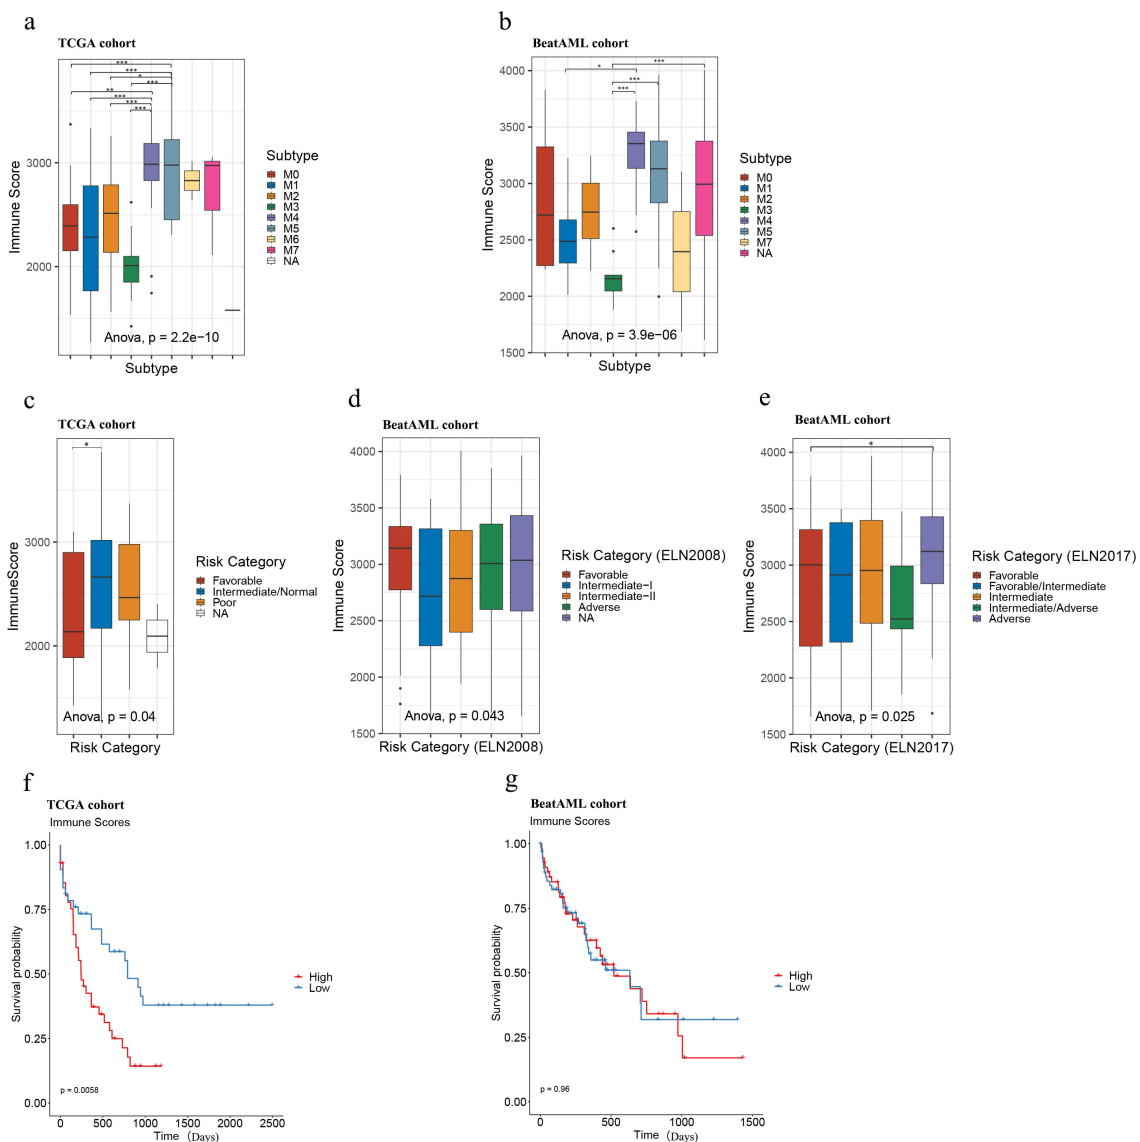 a
TCGA cohort
***
***
*
***
**
***
***
***
Immune Score
3000
2000
Anova, p = 2.2e−10
Subtype
Subtype
M0
M1
M2
M3
M4
M5
M6
M7
NA
b
BeatAML cohort
***
*
***
***
Immune Score
4000
3500
3000
2500
2000
1500
Anova, p = 3.9e−06
Subtype
Subtype
M0
M1
M2
M3
M4
M5
M7
NA
c
TCGA cohort
*
ImmuneScore
3000
2000
Anova, p = 0.04
Risk Category
Risk Category
Favorable
Intermediate/Normal
Poor
NA
d
BeatAML cohort
Immune Score
4000
3500
3000
2500
2000
1500
Anova, p = 0.043
Risk Category (ELN2008)
Risk Category (ELN2008)
Favorable
Intermediate−I
Intermediate−II
Adverse
NA
e
BeatAML cohort
*
Immune Score
4000
3500
3000
2500
2000
1500
Anova, p = 0.025
Risk Category (ELN2017)
Risk Category (ELN2017)
Favorable
Favorable/Intermediate
Intermediate
Intermediate/Adverse
Adverse
f
TCGA cohort
Immune Scores
Survival probability
1.00
0.75
0.50
0.25
0.00
p = 0.0058
0 500 1000 1500 2000 2500
Time （Days）
High
Low
g
BeatAML cohort
Immune Scores
Survival probability
1.00
0.75
0.50
0.25
0.00
p = 0.96
0 500 1000 1500
Time （Days）
High
Low